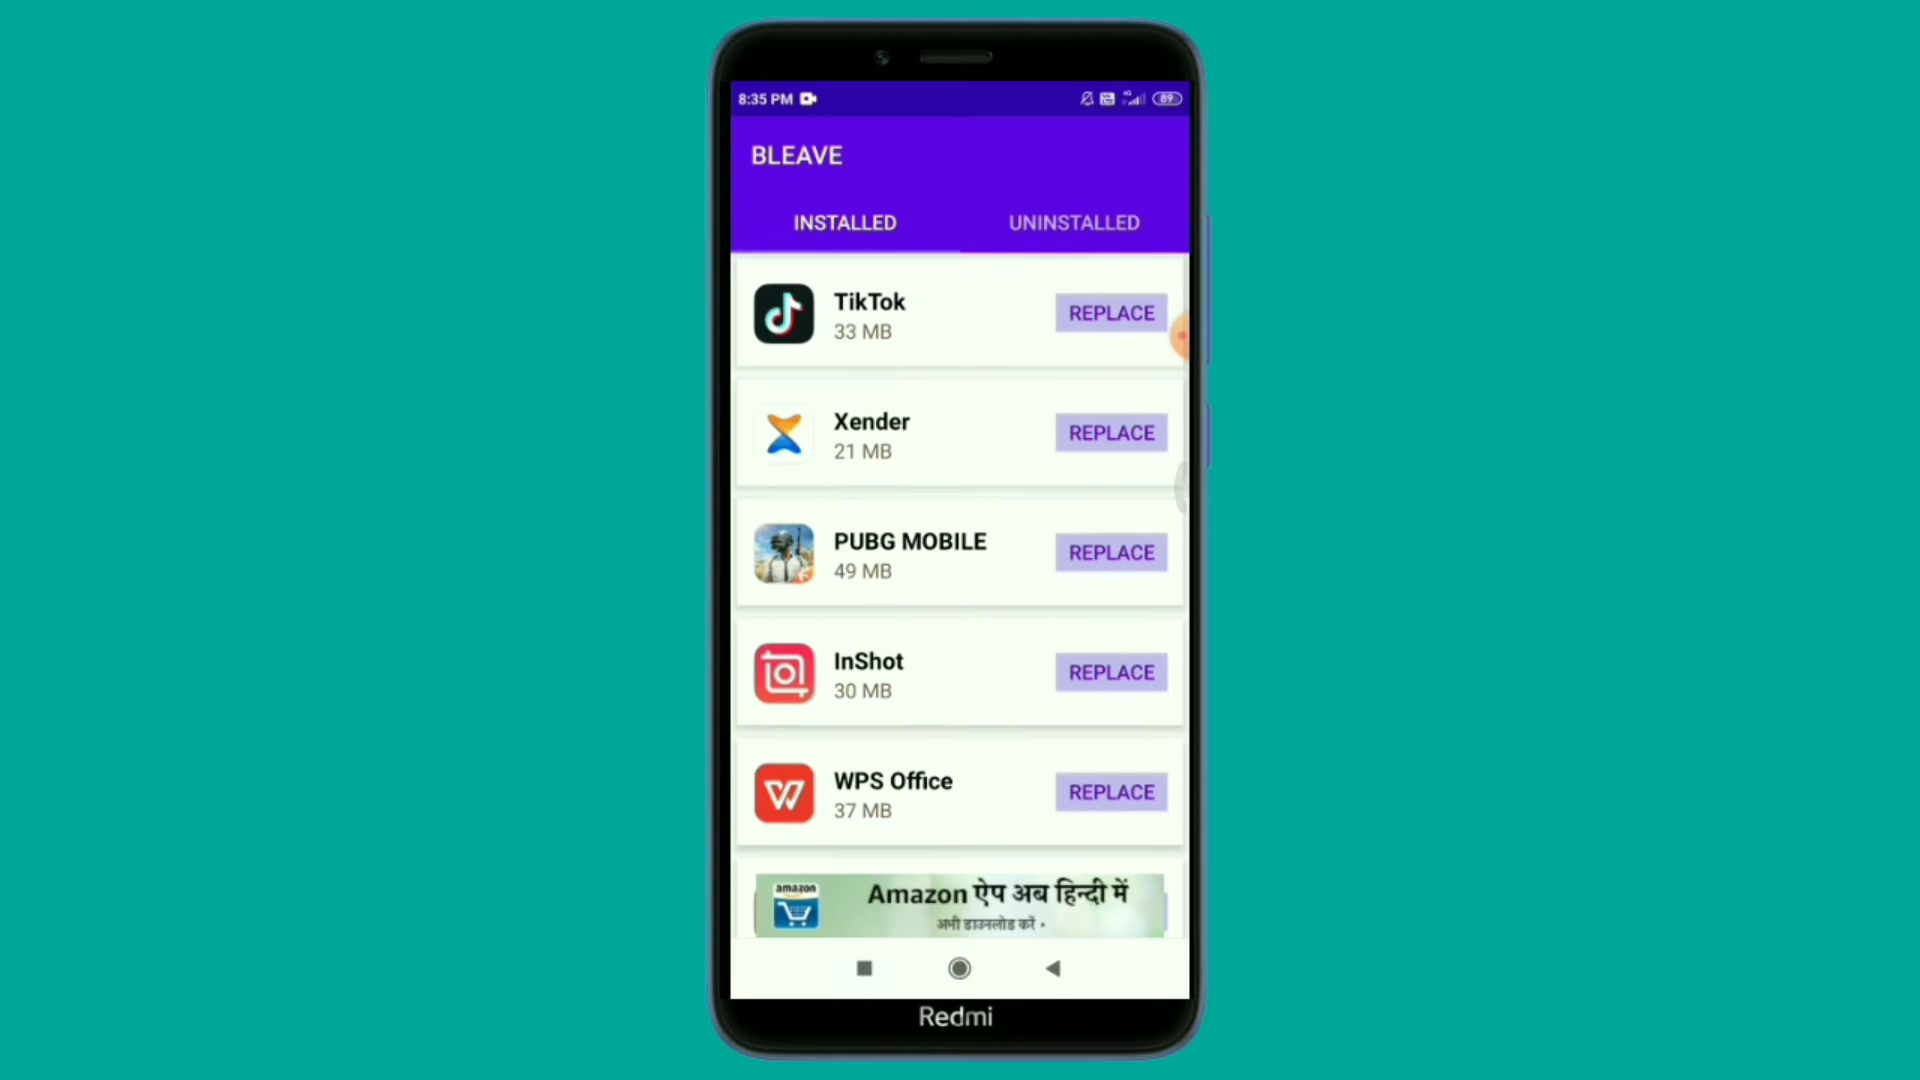 8:35 PM
89
BLEAVE
INSTALLED
UNINSTALLED
TikTok
33 MB
REPLACE
Xender
21 MB
REPLACE
PUBG MOBILE
49 MB
REPLACE
InShot
30 MB
REPLACE
WPS Office
37 MB
REPLACE
amazon
Amazon ऐप अब हिन्दी में
अभी डाउनलोड करें
Redmi